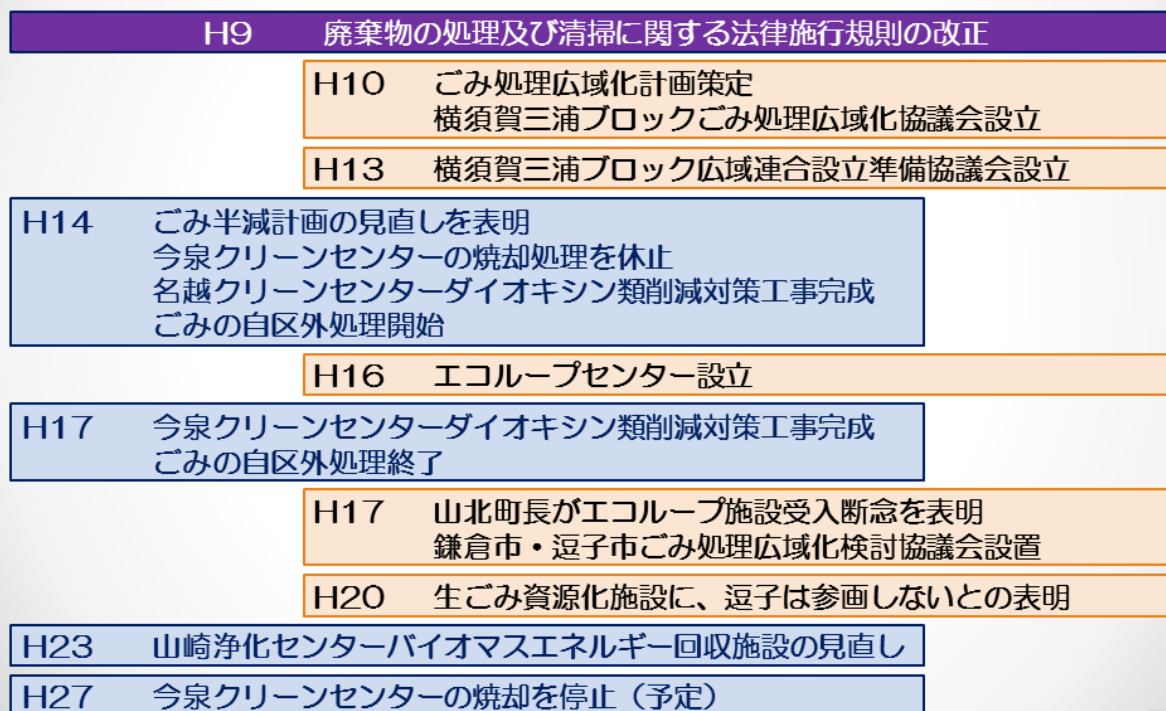 H9 廃棄物の処理及び清掃に関する法律施行規則の改正
H10 ごみ処理広域化計画策定
横須賀三浦ブロックごみ処理広域化協議会設立
H13 横須賀三浦ブロック広域連合設立準備協議会設立
H14 ごみ半減計画の見直しを表明
今泉クリーンセンターの焼却処理を休止
名越クリーンセンターダイオキシン類削減対策工事完成
ごみの自区外処理開始
H16 エコループセンター設立
H17 今泉クリーンセンターダイオキシン類削減対策工事完成
ごみの自区外処理終了
H17 山北町長がエコループ施設受入断念を表明
鎌倉市・逗子市ごみ処理広域化検討協議会設置
H20 生ごみ資源化施設に、逗子は参画しないとの表明
H23 山崎浄化センターバイオマスエネルギー回収施設の見直し
H27 今泉クリーンセンターの焼却を停止（予定）